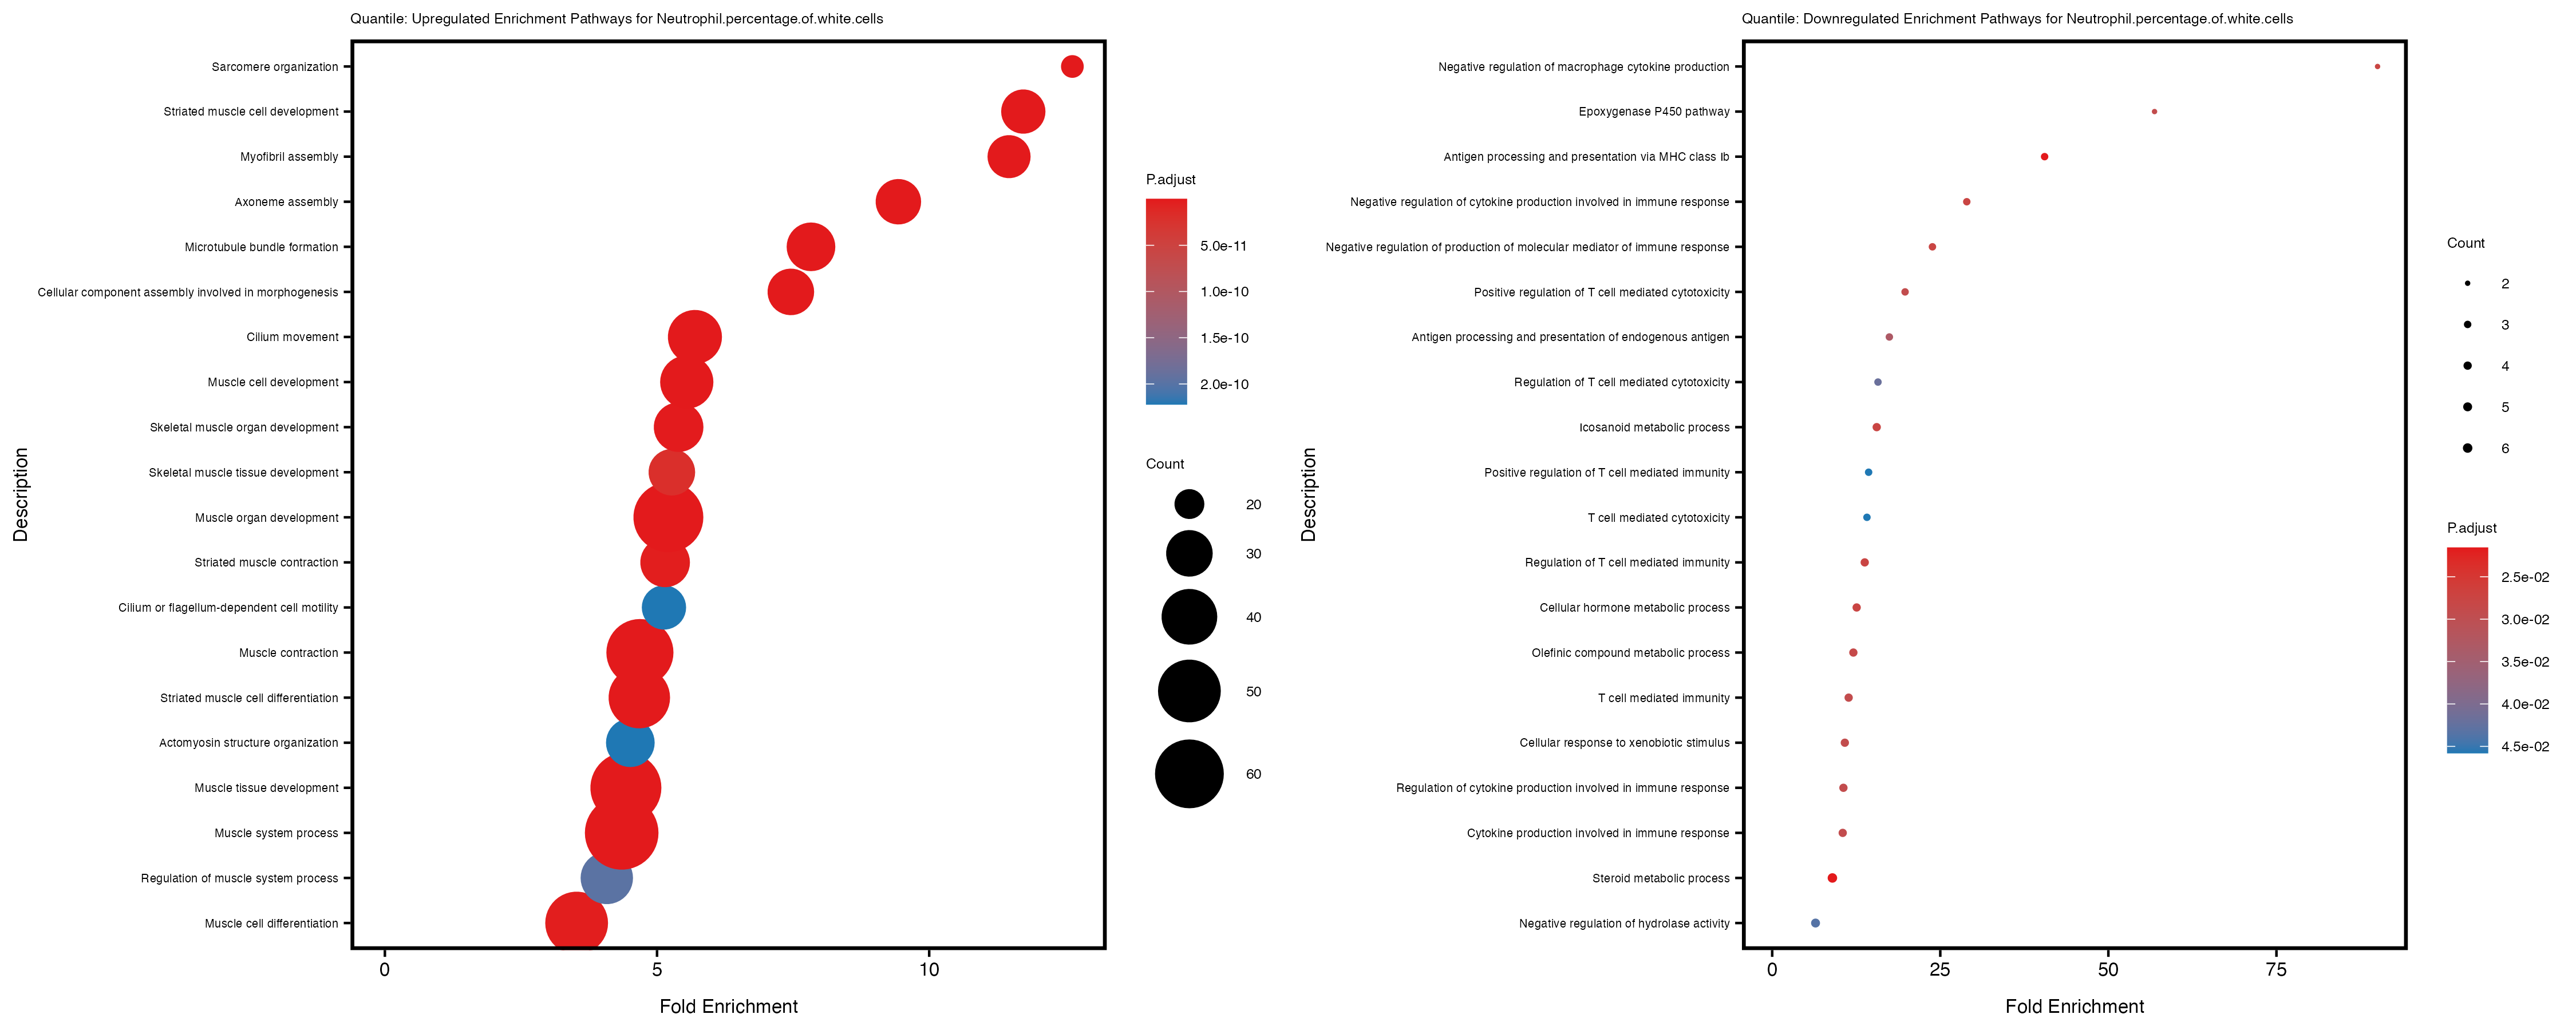 Quantile: Upregulated Enrichment Pathways for Neutrophil.percentage.of.white.cells
Description
Sarcomere organization
Striated muscle cell development
Myofibril assembly
Axoneme assembly
Microtubule bundle formation
Cellular component assembly involved in morphogenesis
Cilium movement
Muscle cell development
Skeletal muscle organ development
Skeletal muscle tissue development
Muscle organ development
Striated muscle contraction
Cilium or flagellum-dependent cell motility
Muscle contraction
Striated muscle cell differentiation
Actomyosin structure organization
Muscle tissue development
Muscle system process
Regulation of muscle system process
Muscle cell differentiation
0 5 10
Fold Enrichment
P.adjust
5.0e-11
1.0e-10
1.5e-10
2.0e-10
Count
20
30
40
50
60
Quantile: Downregulated Enrichment Pathways for Neutrophil.percentage.of.white.cells
Description
Negative regulation of macrophage cytokine production
Epoxygenase P450 pathway
Antigen processing and presentation via MHC class Ib
Negative regulation of cytokine production involved in immune response
Negative regulation of production of molecular mediator of immune response
Positive regulation of T cell mediated cytotoxicity
Antigen processing and presentation of endogenous antigen
Regulation of T cell mediated cytotoxicity
Icosanoid metabolic process
Positive regulation of T cell mediated immunity
T cell mediated cytotoxicity
Regulation of T cell mediated immunity
Cellular hormone metabolic process
Olefinic compound metabolic process
T cell mediated immunity
Cellular response to xenobiotic stimulus
Regulation of cytokine production involved in immune response
Cytokine production involved in immune response
Steroid metabolic process
Negative regulation of hydrolase activity
0 25 50 75
Fold Enrichment
Count
2
3
4
5
6
P.adjust
2.5e-02
3.0e-02
3.5e-02
4.0e-02
4.5e-02